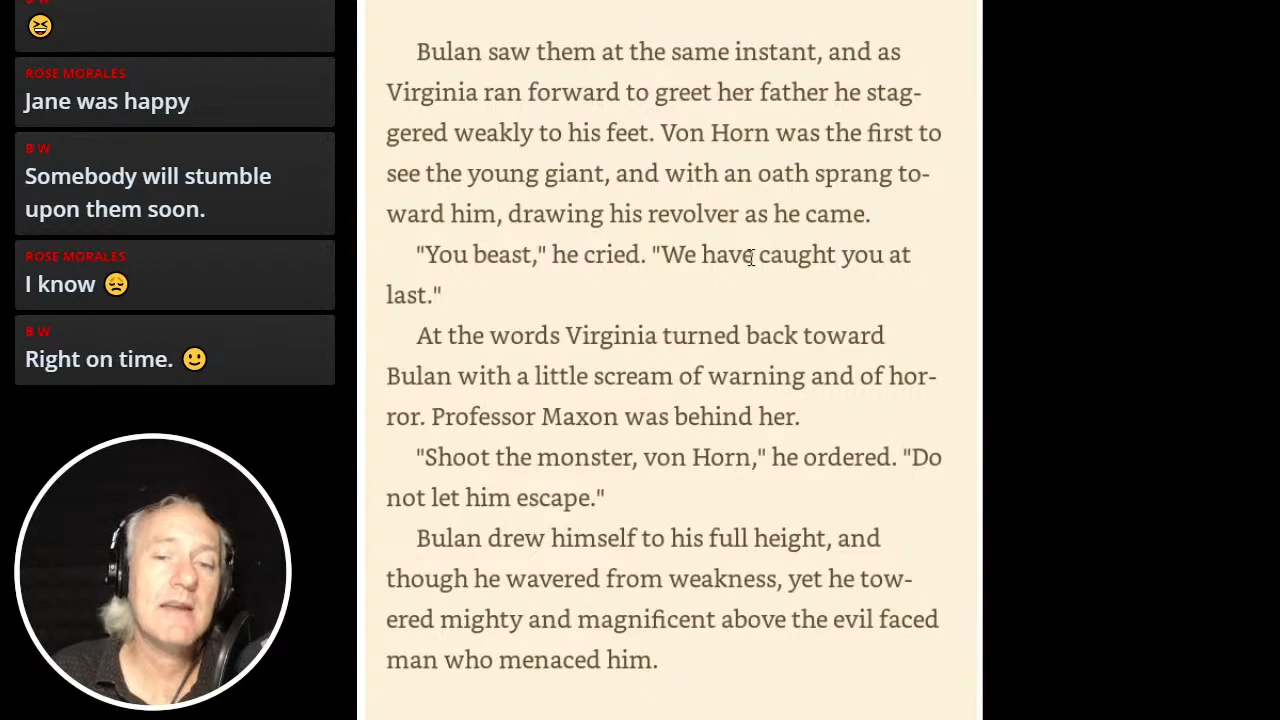 B W
😆
ROSE MORALES
Jane was happy
B W
Somebody will stumble
upon them soon.
ROSE MORALES
I know 😞
B W
Right on time. 🙂
Bulan saw them at the same instant, and as
Virginia ran forward to greet her father he stag-
gered weakly to his feet. Von Horn was the first to
see the young giant, and with an oath sprang to-
ward him, drawing his revolver as he came.
"You beast," he cried. "We have caught you at
last."
At the words Virginia turned back toward
Bulan with a little scream of warning and of hor-
ror. Professor Maxon was behind her.
"Shoot the monster, von Horn," he ordered. "Do
not let him escape."
Bulan drew himself to his full height, and
though he wavered from weakness, yet he tow-
ered mighty and magnificent above the evil faced
man who menaced him.